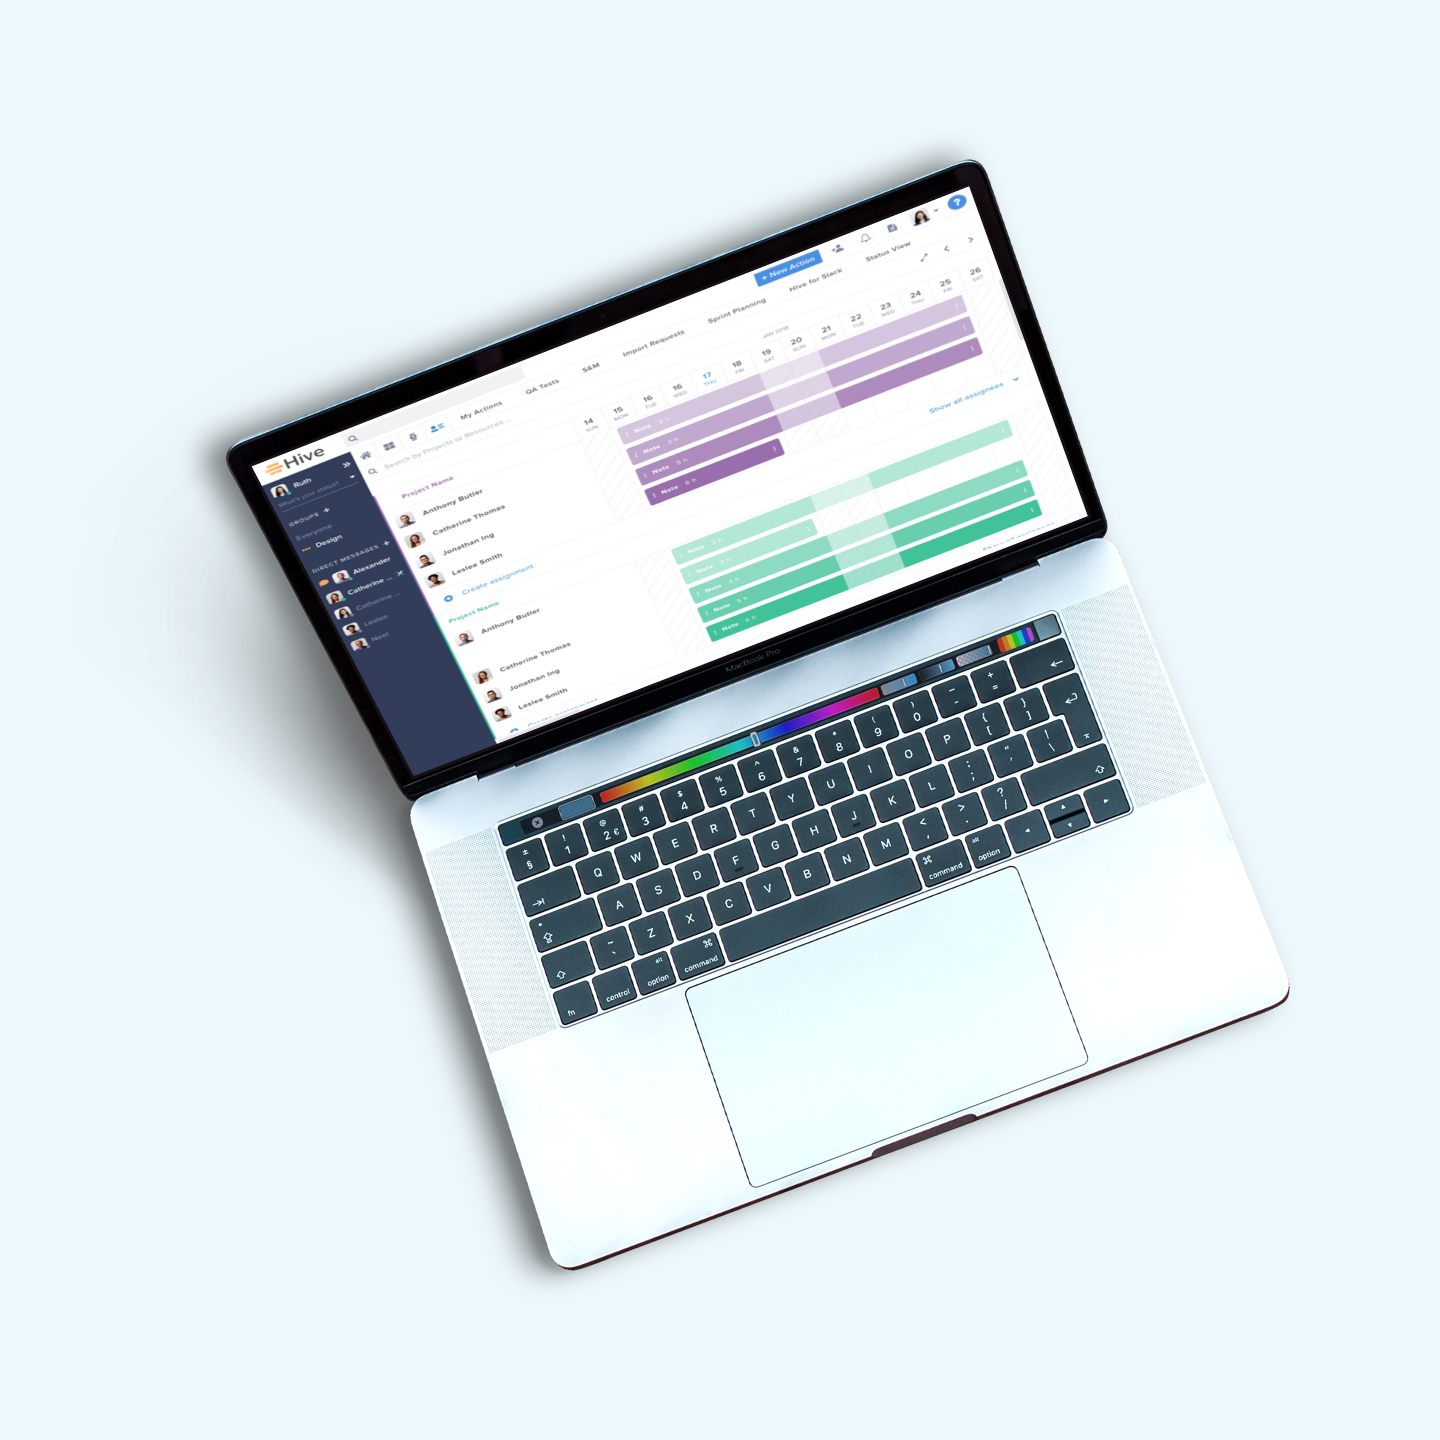 Hive
Ruth
What's your status?
GROUPS +
Everyone
Design
DIRECT MESSAGES +
Alexander
Catherine ...
Catherine ...
Leslee
Noel
+ New Action
?
My Actions
QA Tests
S&M
Import Requests
Sprint Planning
Hive for Slack
Status View
Search by Projects or Resources ...
JAN 2018
14 15 16 16 17 18 19 20 21 22 23 24 25 26
SUN MON TUE WED THU FRI SAT SUN MON TUE WED THU FRI SAT
Project Name
Anthony Butler
Catherine Thomas
Jonathan Ing
Leslee Smith
Create assignment
Note 2 h
Note 3 h
Note 5 h
Note 6 h
Show all assignees
Project Name
Anthony Butler
Catherine Thomas
Jonathan Ing
Leslee Smith
Create assignment
Note 2 h
Note
Note
Note
Note
Show all assignees
MacBook Pro
± § ! 1 @ 2 € # 3 $ 4 % 5 ^ 6 & 7 * 8 ( 9 ) 0 _ - + =
Q W E R T Y U I O P { [ } ]
A S D F G H J K L : ; " ' | \
~ ` Z X C V B N M < , > . ? /
fn control alt option ⌘ command ⌘ command alt option